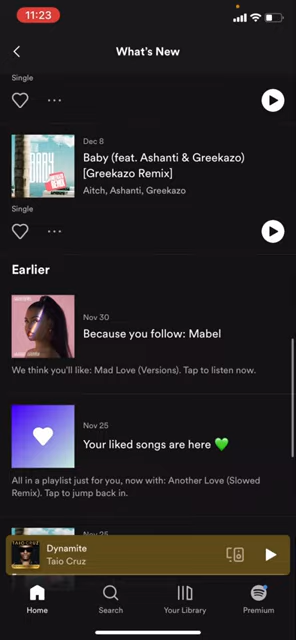 11:23
What's New
Single
Dec 8
Baby (feat. Ashanti & Greekazo)
[Greekazo Remix]
Aitch, Ashanti, Greekazo
Single
Earlier
Nov 30
Because you follow: Mabel
We think you'll like: Mad Love (Versions). Tap to listen now.
Nov 25
Your liked songs are here 💚
All in a playlist just for you, now with: Another Love (Slowed
Remix). Tap to jump back in.
Nov 25
Dynamite
Taio Cruz
Home
Search
Your Library
Premium